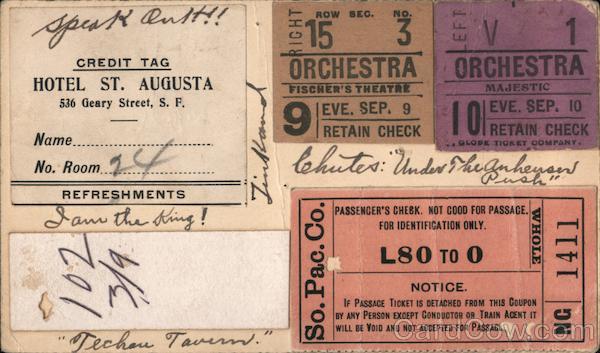 Speak Out!!!
CREDIT TAG
HOTEL ST. AUGUSTA
536 Geary Street, S. F.
Name
No. Room 24
REFRESHMENTS
I am the King!
102
3/9
"Techau Tavern."
RIGHT
ROW SEC. NO.
15 3
ORCHESTRA
FISCHER'S THEATRE
9 EVE. SEP. 9
RETAIN CHECK
LEFT
V 1
ORCHESTRA
MAJESTIC
10 EVE. SEP. 10
RETAIN CHECK
GLOBE TICKET COMPANY.
Chutes: "Under The Anheuser
Push"
So. Pac. Co.
PASSENGER'S CHECK. NOT GOOD FOR PASSAGE.
FOR IDENTIFICATION ONLY.
L80 TO 0
NOTICE.
IF PASSAGE TICKET IS DETACHED FROM THIS COUPON
BY ANY PERSON EXCEPT CONDUCTOR OR TRAIN AGENT IT
WILL BE VOID AND NOT ACCEPTED FOR PASSAGE.
WHOLE
1411
CardCow.com